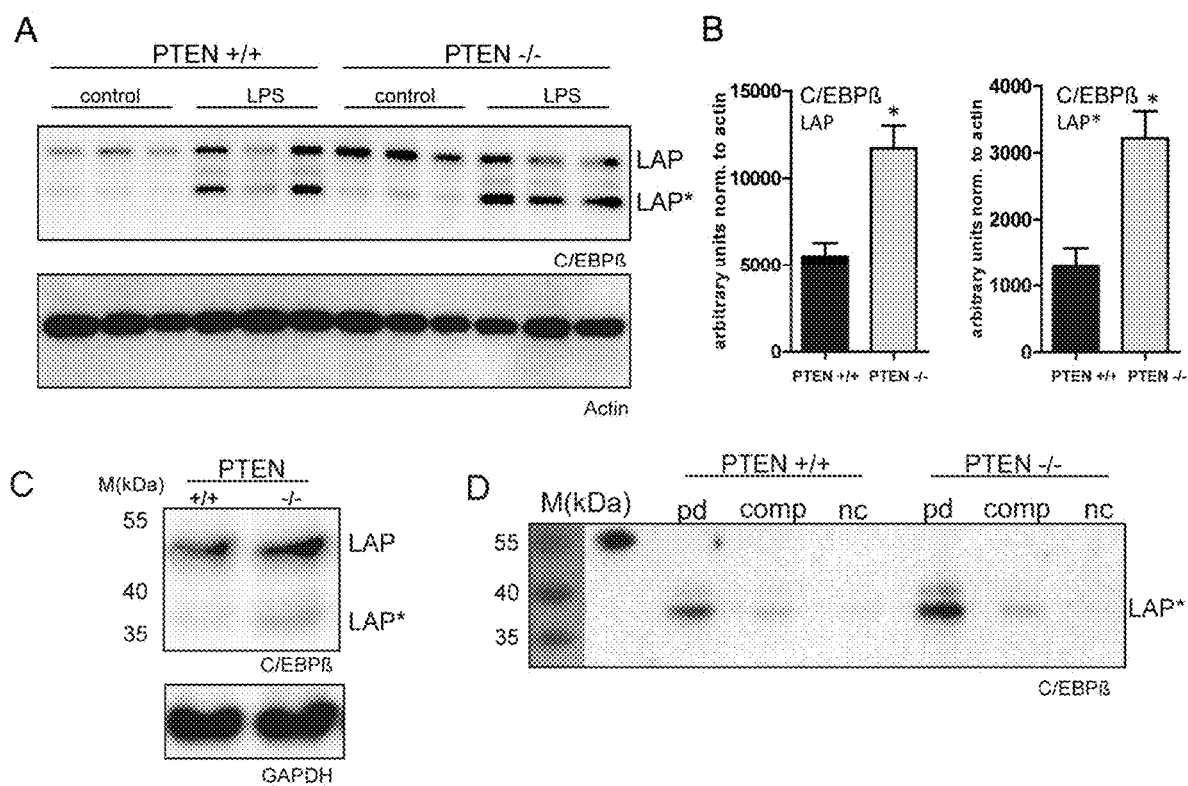 A
PTEN +/+ PTEN -/-
control LPS control LPS
LAP
LAP*
C/EBPß
Actin
B
C/EBPß *
LAP
arbitrary units norm. to actin
15000
10000
5000
0
PTEN +/+ PTEN -/-
C/EBPß *
LAP*
arbitrary units norm. to actin
4000
3000
2000
1000
0
PTEN +/+ PTEN -/-
C
PTEN
M(kDa) +/+ -/-
55
40
35
LAP
LAP*
C/EBPß
GAPDH
D
PTEN +/+ PTEN -/-
M(kDa) pd comp nc pd comp nc
55
40
35
LAP*
C/EBPß